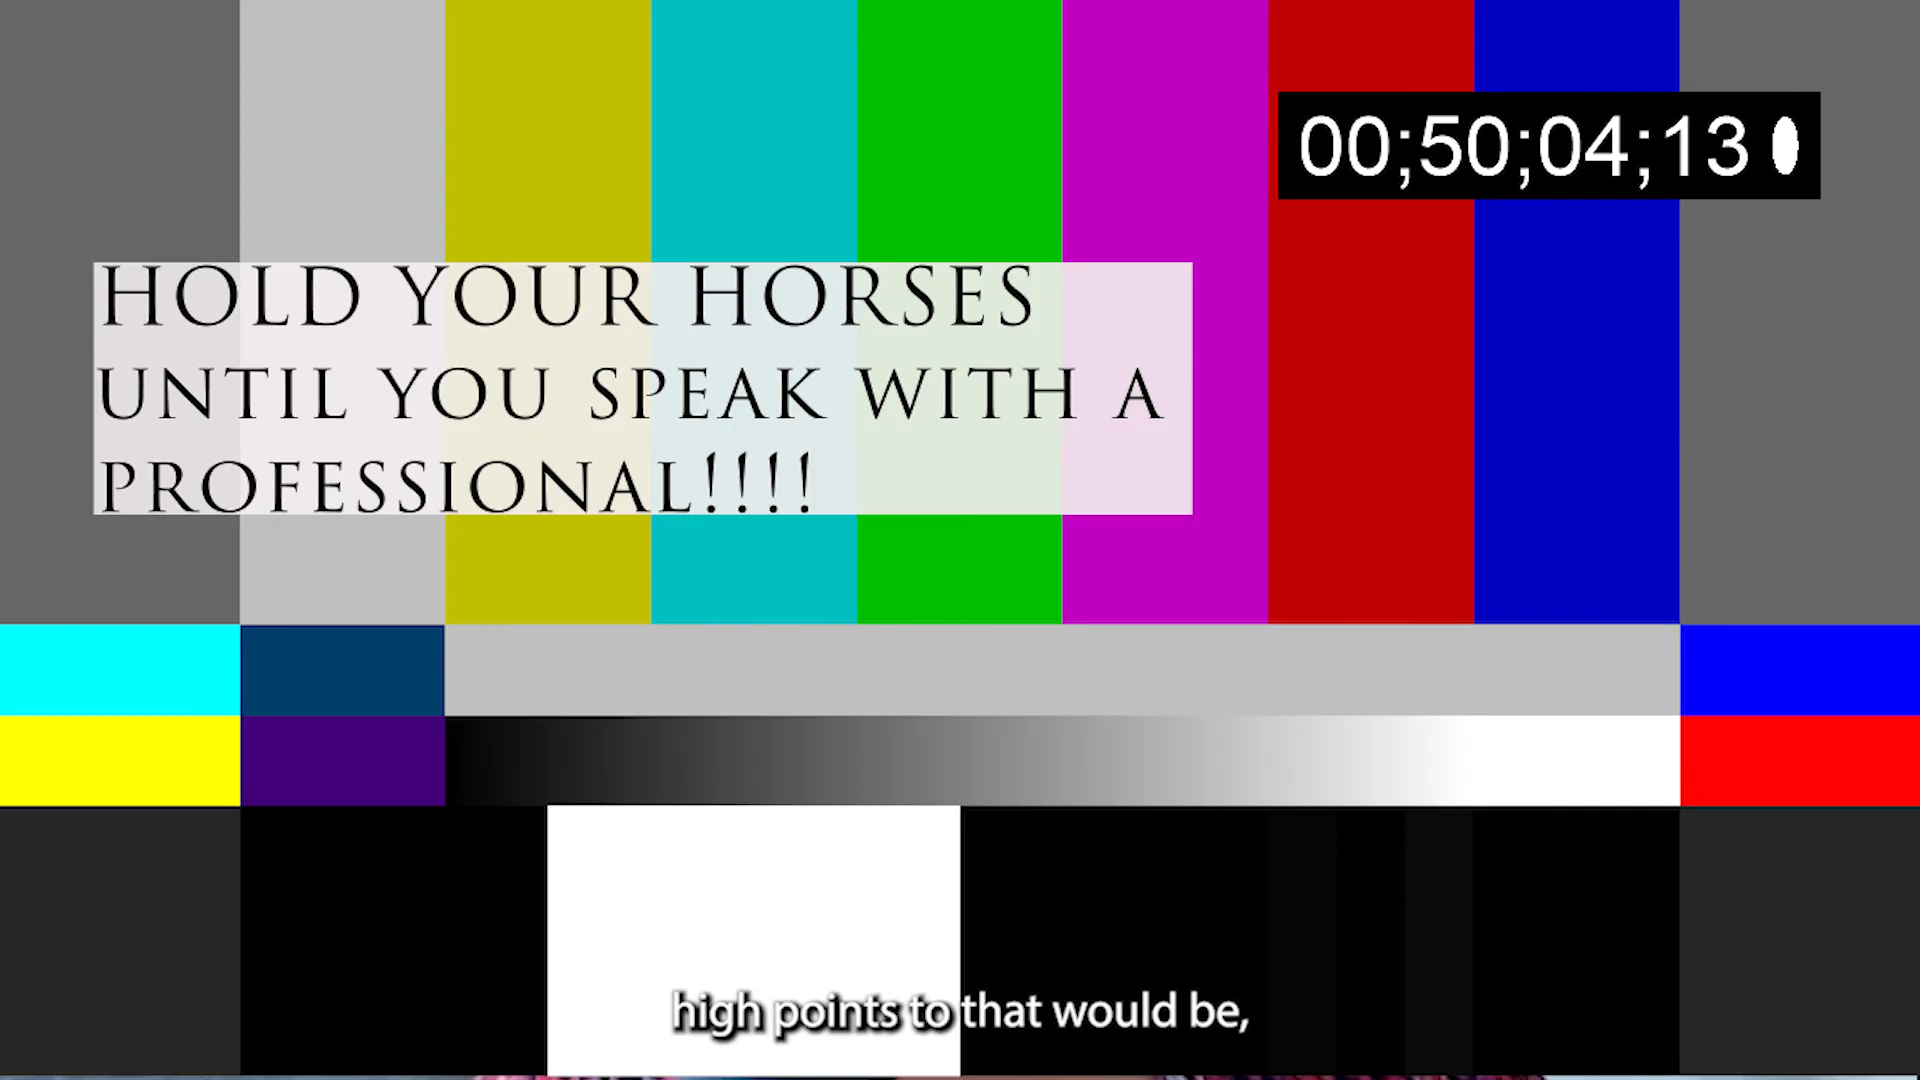 00;50;04;13
HOLD YOUR HORSES
UNTIL YOU SPEAK WITH A
PROFESSIONAL!!!!
high points to that would be,